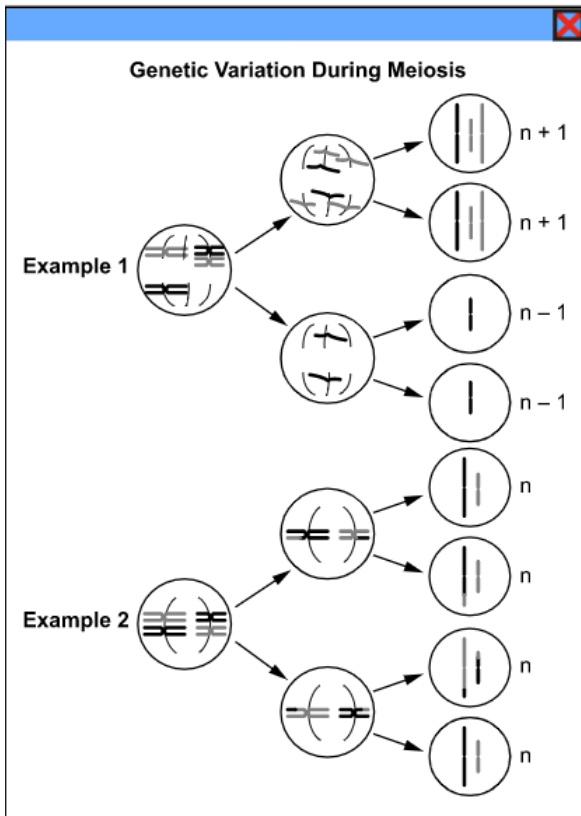 Genetic Variation During Meiosis
n + 1
n + 1
Example 1
n – 1
n – 1
n
n
Example 2
n
n